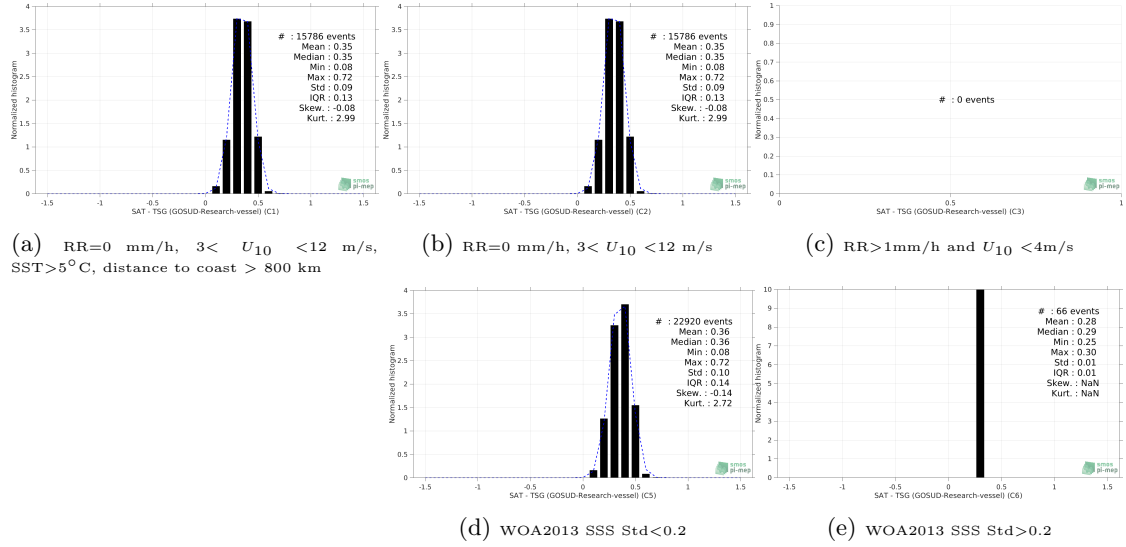 4
3.5
3
2.5
2
1.5
1
0.5
0
Normalized histogram
# : 15786 events
Mean : 0.35
Median : 0.35
Min : 0.08
Max : 0.72
Std : 0.09
IQR : 0.13
Skew. : -0.08
Kurt. : 2.99
smos
pi-mep
-1.5 -1 -0.5 0 0.5 1 1.5
SAT - TSG (GOSUD-Research-vessel) (C1)
(a) RR=0 mm/h, 3< U10 <12 m/s,
SST>5°C, distance to coast > 800 km
4
3.5
3
2.5
2
1.5
1
0.5
0
Normalized histogram
# : 15786 events
Mean : 0.35
Median : 0.35
Min : 0.08
Max : 0.72
Std : 0.09
IQR : 0.13
Skew. : -0.08
Kurt. : 2.99
smos
pi-mep
-1.5 -1 -0.5 0 0.5 1 1.5
SAT - TSG (GOSUD-Research-vessel) (C2)
(b) RR=0 mm/h, 3< U10 <12 m/s
1
0.9
0.8
0.7
0.6
0.5
0.4
0.3
0.2
0.1
0
Normalized histogram
# : 0 events
smos
pi-mep
0 0.5 1
SAT - TSG (GOSUD-Research-vessel) (C3)
(c) RR>1mm/h and U10 <4m/s
4
3.5
3
2.5
2
1.5
1
0.5
0
Normalized histogram
# : 22920 events
Mean : 0.36
Median : 0.36
Min : 0.08
Max : 0.72
Std : 0.10
IQR : 0.14
Skew. : -0.14
Kurt. : 2.72
smos
pi-mep
-1.5 -1 -0.5 0 0.5 1 1.5
SAT - TSG (GOSUD-Research-vessel) (C5)
(d) WOA2013 SSS Std<0.2
10
9
8
7
6
5
4
3
2
1
0
Normalized histogram
# : 66 events
Mean : 0.28
Median : 0.29
Min : 0.25
Max : 0.30
Std : 0.01
IQR : 0.01
Skew. : NaN
Kurt. : NaN
smos
pi-mep
-1.5 -1 -0.5 0 0.5 1 1.5
SAT - TSG (GOSUD-Research-vessel) (C6)
(e) WOA2013 SSS Std>0.2